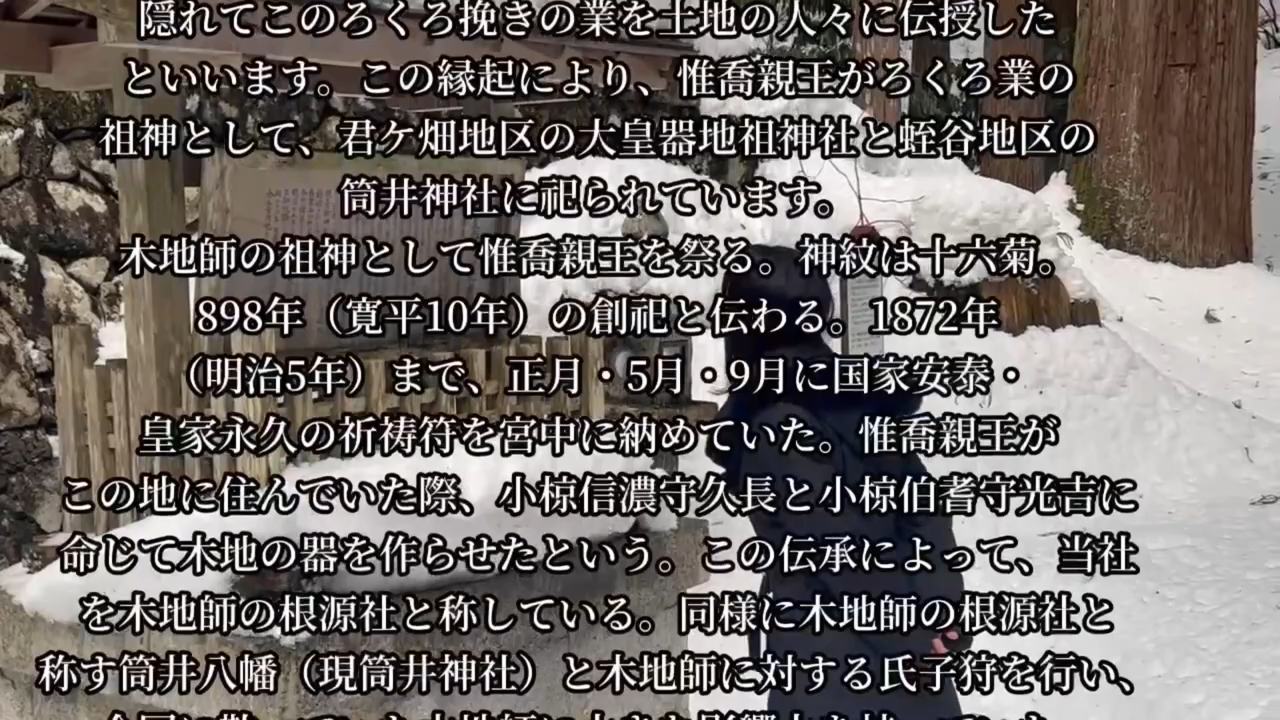 隠れてこのろくろ挽きの業を土地の人々に伝授した
といいます。この縁起により、惟喬親王がろくろ業の
祖神として、君ケ畑地区の大皇器地祖神社と蛭谷地区の
筒井神社に祀られています。
木地師の祖神として惟喬親王を祭る。神紋は十六菊。
898年（寛平10年）の創祀と伝わる。1872年
（明治5年）まで、正月・5月・9月に国家安泰・
皇家永久の祈祷符を宮中に納めていた。惟喬親王が
この地に住んでいた際、小椋信濃守久長と小椋伯耆守光吉に
命じて木地の器を作らせたという。この伝承によって、当社
を木地師の根源社と称している。同様に木地師の根源社と
称す筒井八幡（現筒井神社）と木地師に対する氏子狩を行い、